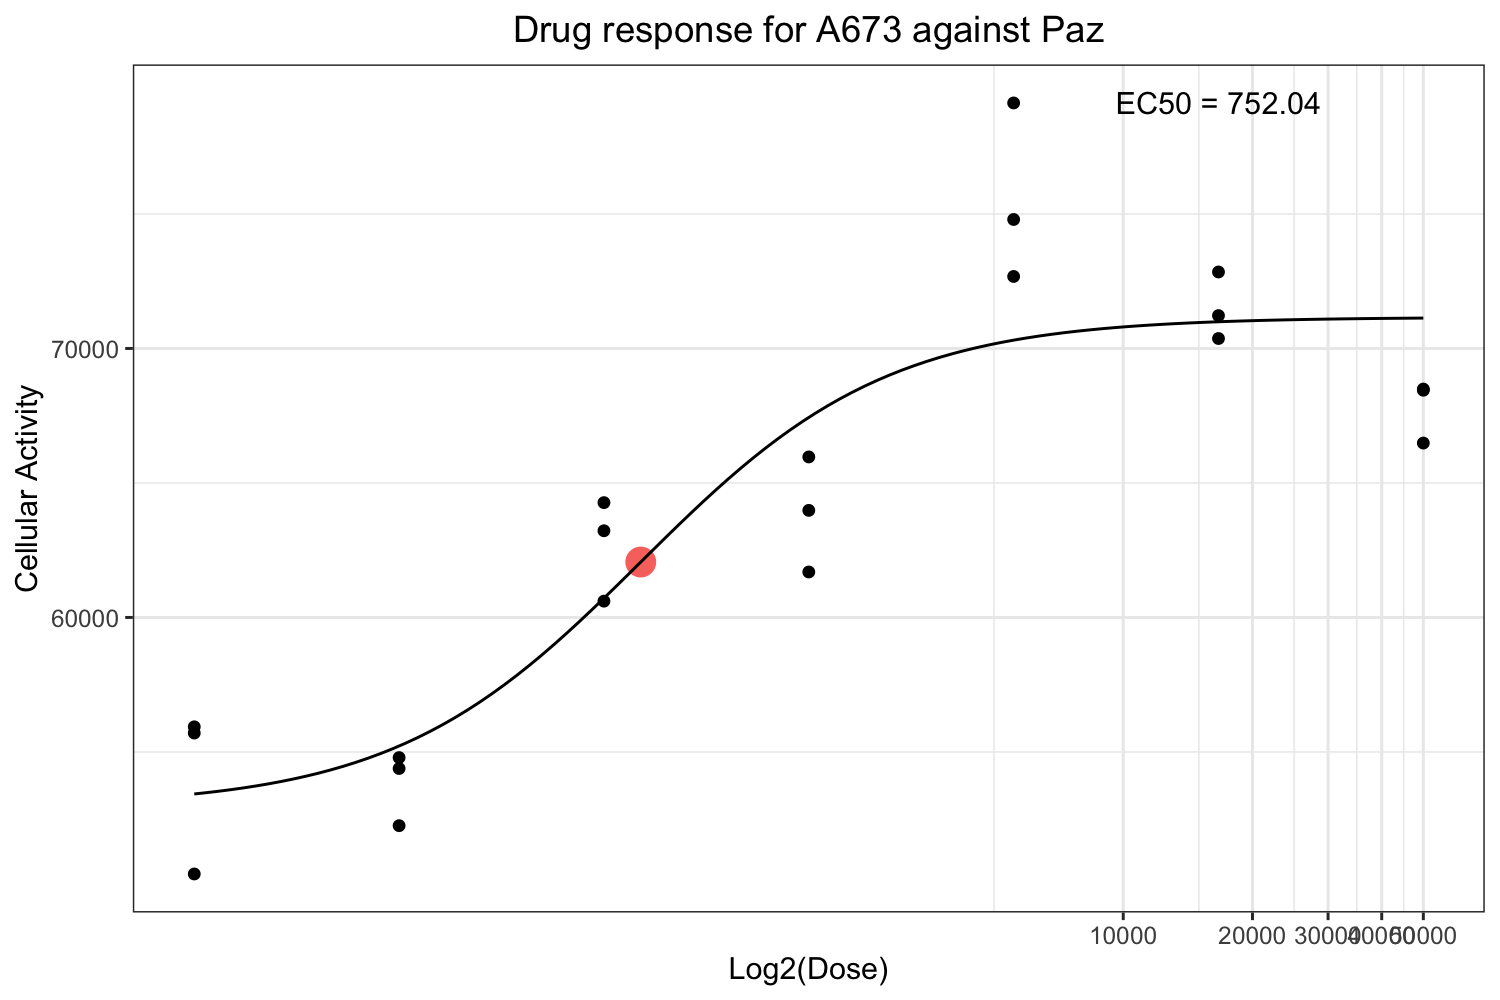 Drug response for A673 against Paz
EC50 = 752.04
70000
60000
Cellular Activity
10000 20000 30000 40000 50000
Log2(Dose)